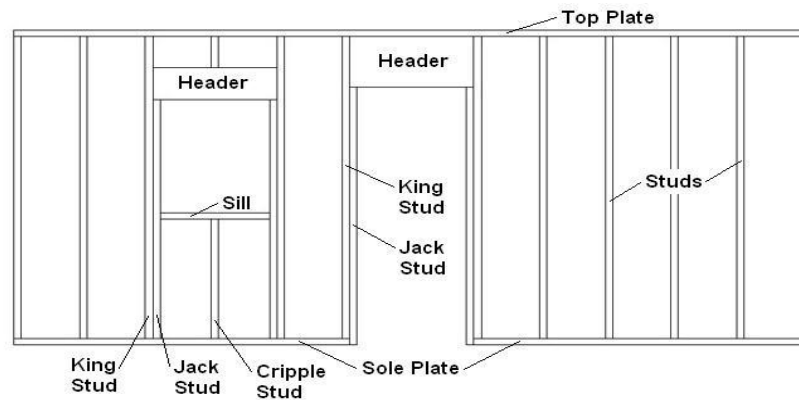 Top Plate
Header
Header
King
Stud
Studs
Sill
Jack
Stud
King
Stud
Jack
Stud
Cripple
Stud
Sole Plate